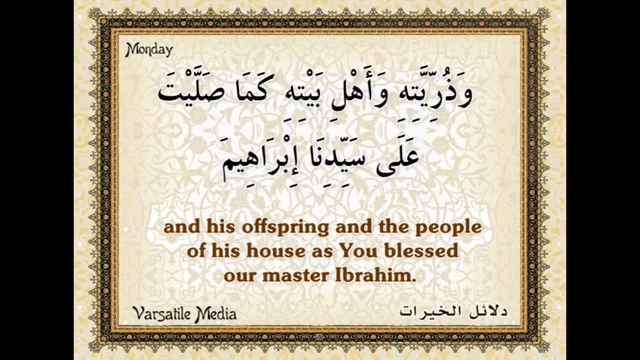 Monday
وَذُرِّيَّتِهِ وَأَهْلِ بَيْتِهِ كَمَا صَلَّيْتَ
عَلَى سَيِّدِنَا إِبْرَاهِيمَ
and his offspring and the people
of his house as You blessed
our master Ibrahim.
Varsatile Media
دلائل الخيرات